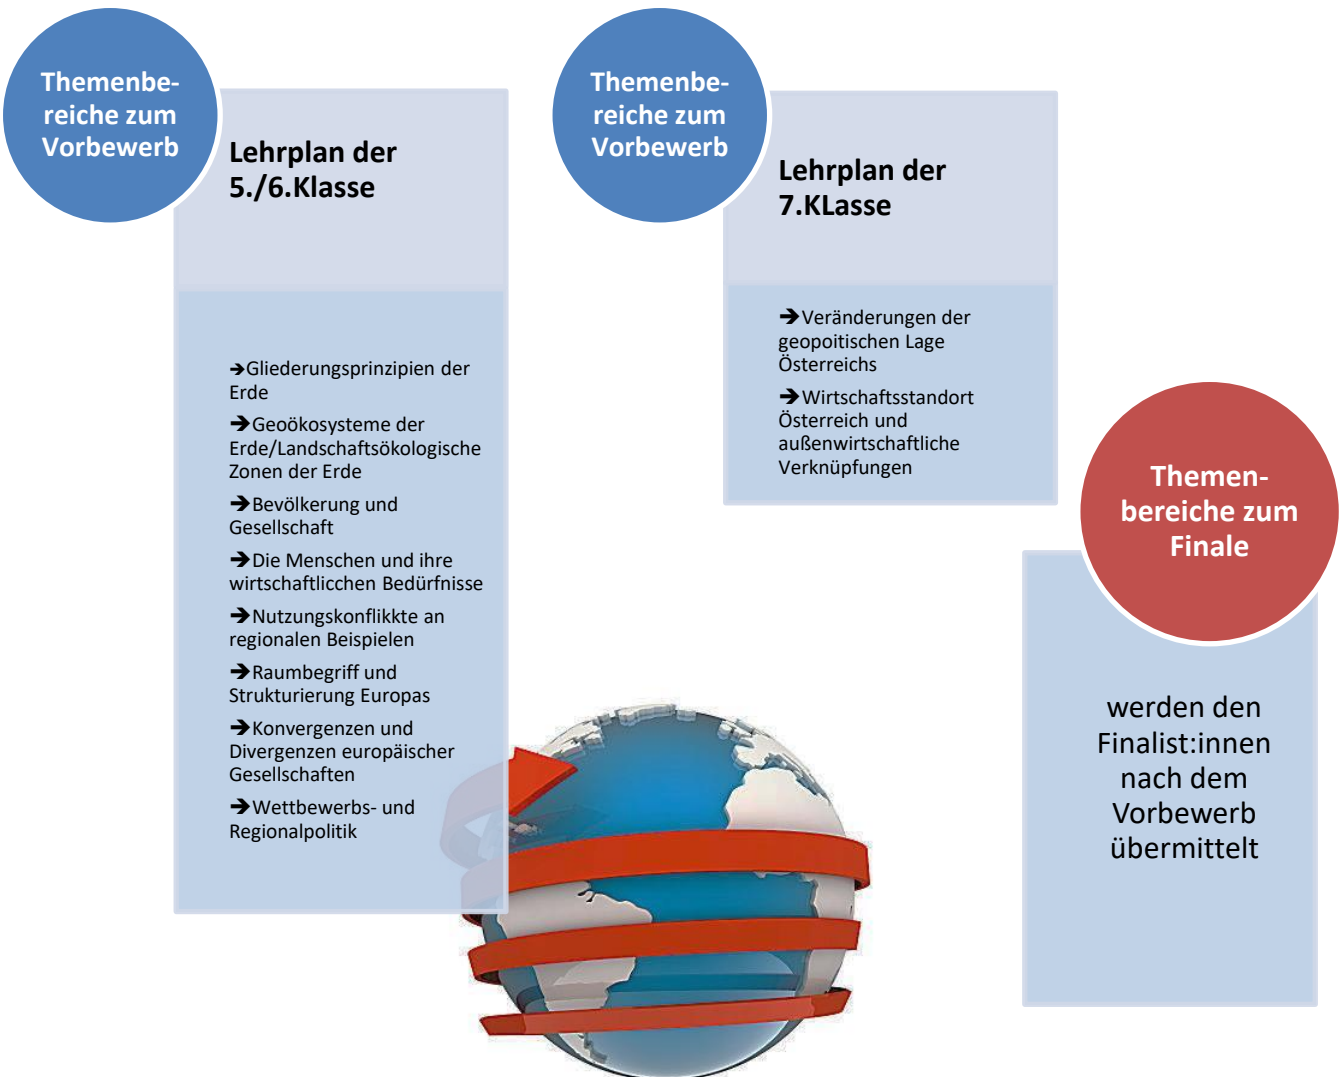 Themenbe-
reiche zum
Vorbewerb
Lehrplan der
5./6.Klasse
➔Gliederungsprinzipien der
Erde
➔Geoökosysteme der
Erde/Landschaftsökologische
Zonen der Erde
➔Bevölkerung und
Gesellschaft
➔Die Menschen und ihre
wirtschaftlicchen Bedürfnisse
➔Nutzungskonflikkte an
regionalen Beispielen
➔Raumbegriff und
Strukturierung Europas
➔Konvergenzen und
Divergenzen europäischer
Gesellschaften
➔Wettbewerbs- und
Regionalpolitik
Themenbe-
reiche zum
Vorbewerb
Lehrplan der
7.KLasse
➔Veränderungen der
geopoitischen Lage
Österreichs
➔Wirtschaftsstandort
Österreich und
außenwirtschaftliche
Verknüpfungen
Themen-
bereiche zum
Finale
werden den
Finalist:innen
nach dem
Vorbewerb
übermittelt